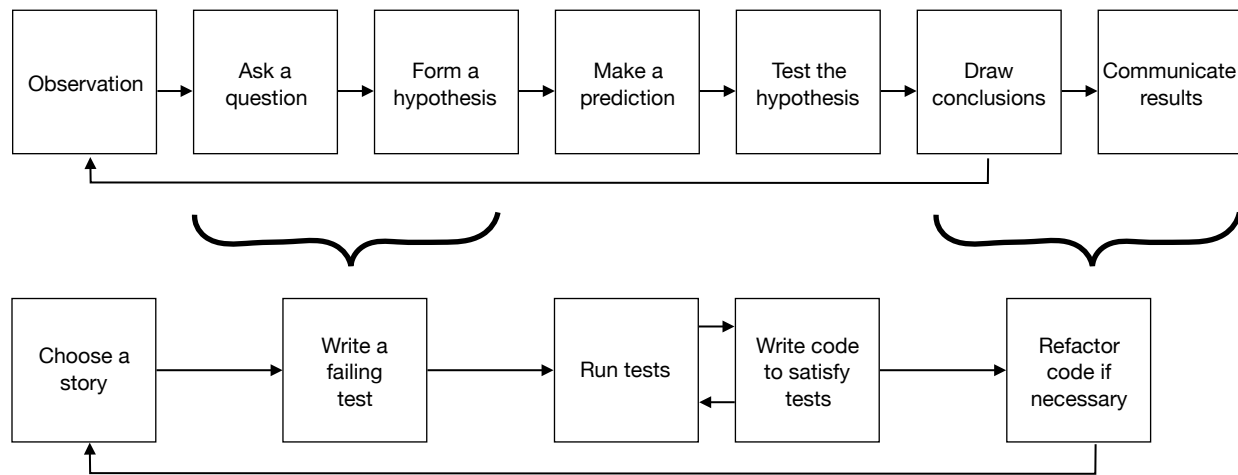 Observation
Ask a
question
Form a
hypothesis
Make a
prediction
Test the
hypothesis
Draw
conclusions
Communicate
results
Choose a
story
Write a
failing
test
Run tests
Write code
to satisfy
tests
Refactor
code if
necessary